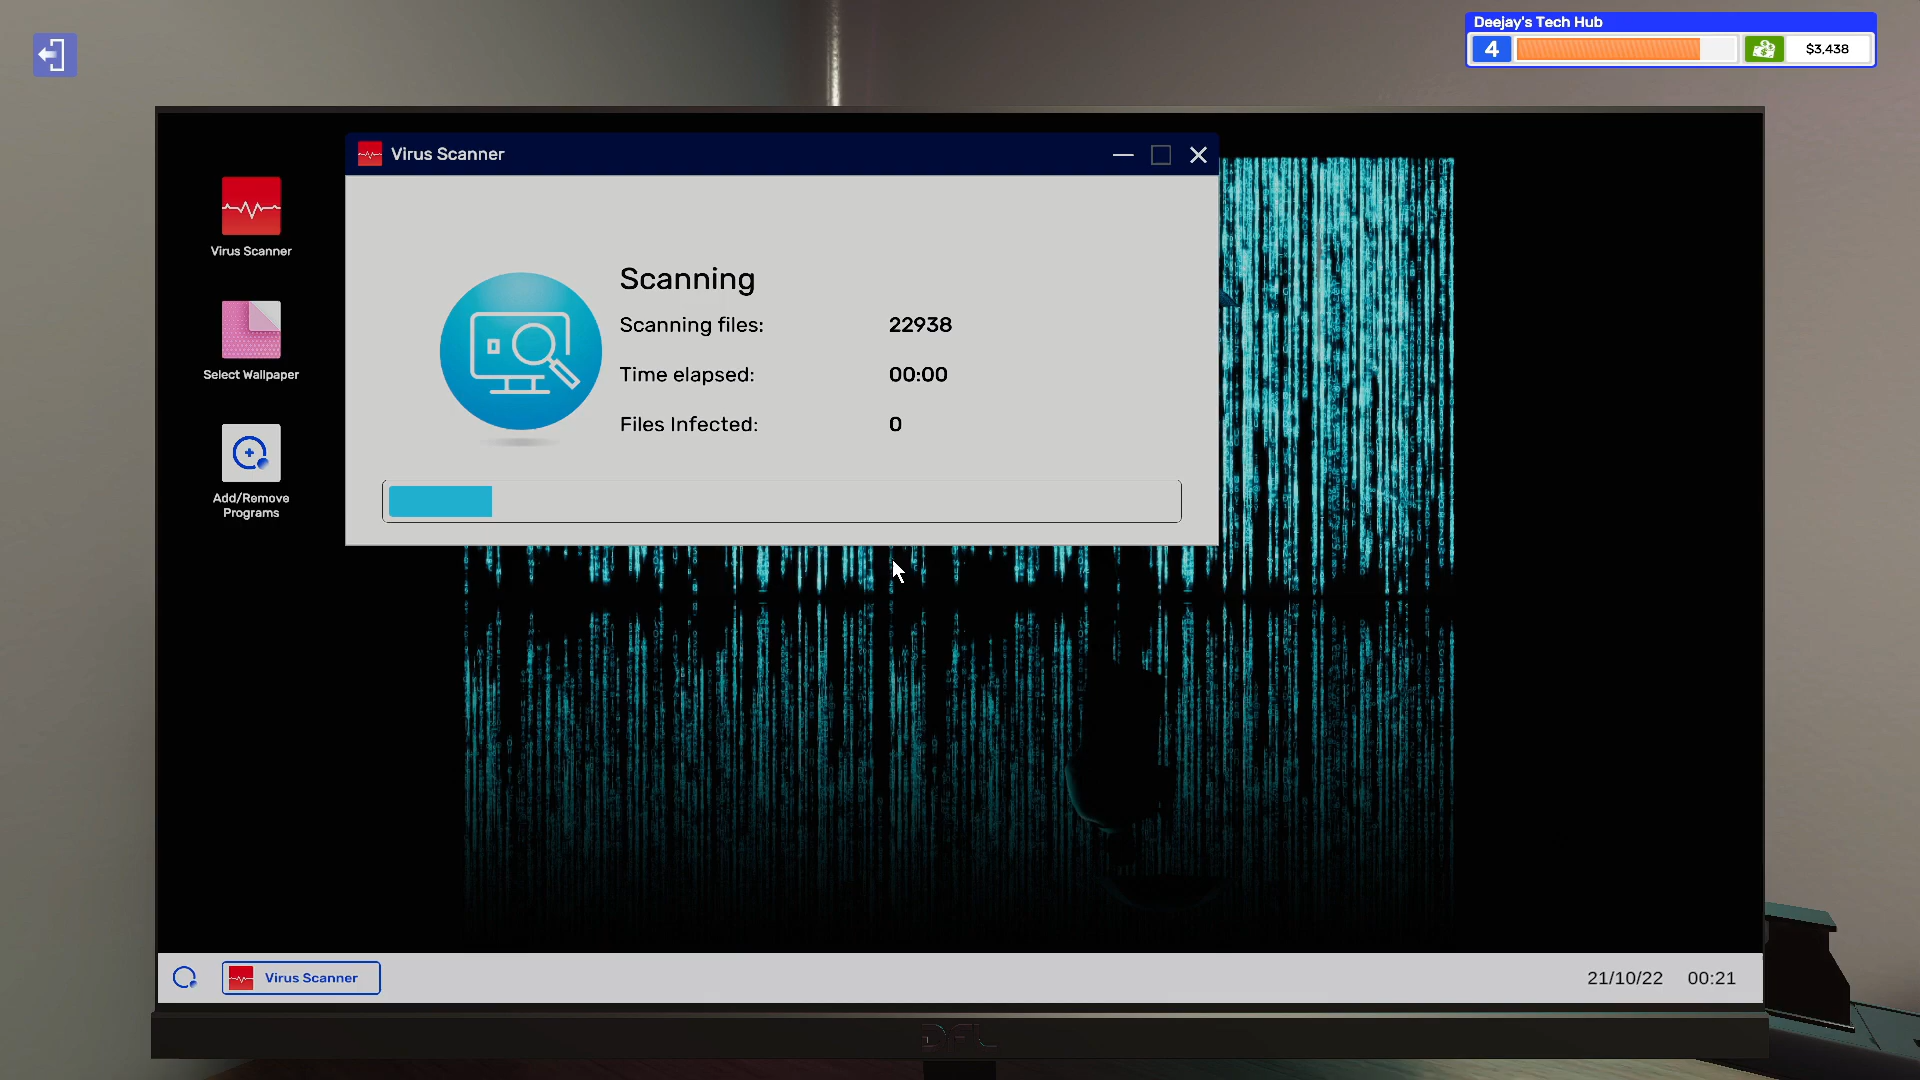 Deejay's Tech Hub
4
$3,438
Virus Scanner
Virus Scanner
Scanning
Scanning files: 22938
Time elapsed: 00:00
Files Infected: 0
Select Wallpaper
Add/Remove
Programs
Virus Scanner
21/10/22 00:21
DFL